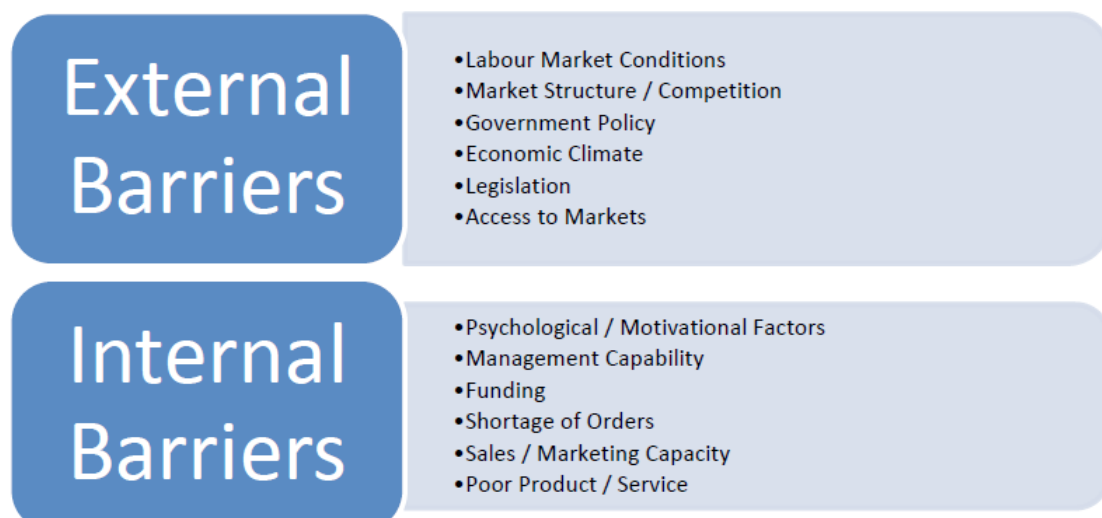 External
Barriers
•Labour Market Conditions
•Market Structure / Competition
•Government Policy
•Economic Climate
•Legislation
•Access to Markets
Internal
Barriers
•Psychological / Motivational Factors
•Management Capability
•Funding
•Shortage of Orders
•Sales / Marketing Capacity
•Poor Product / Service